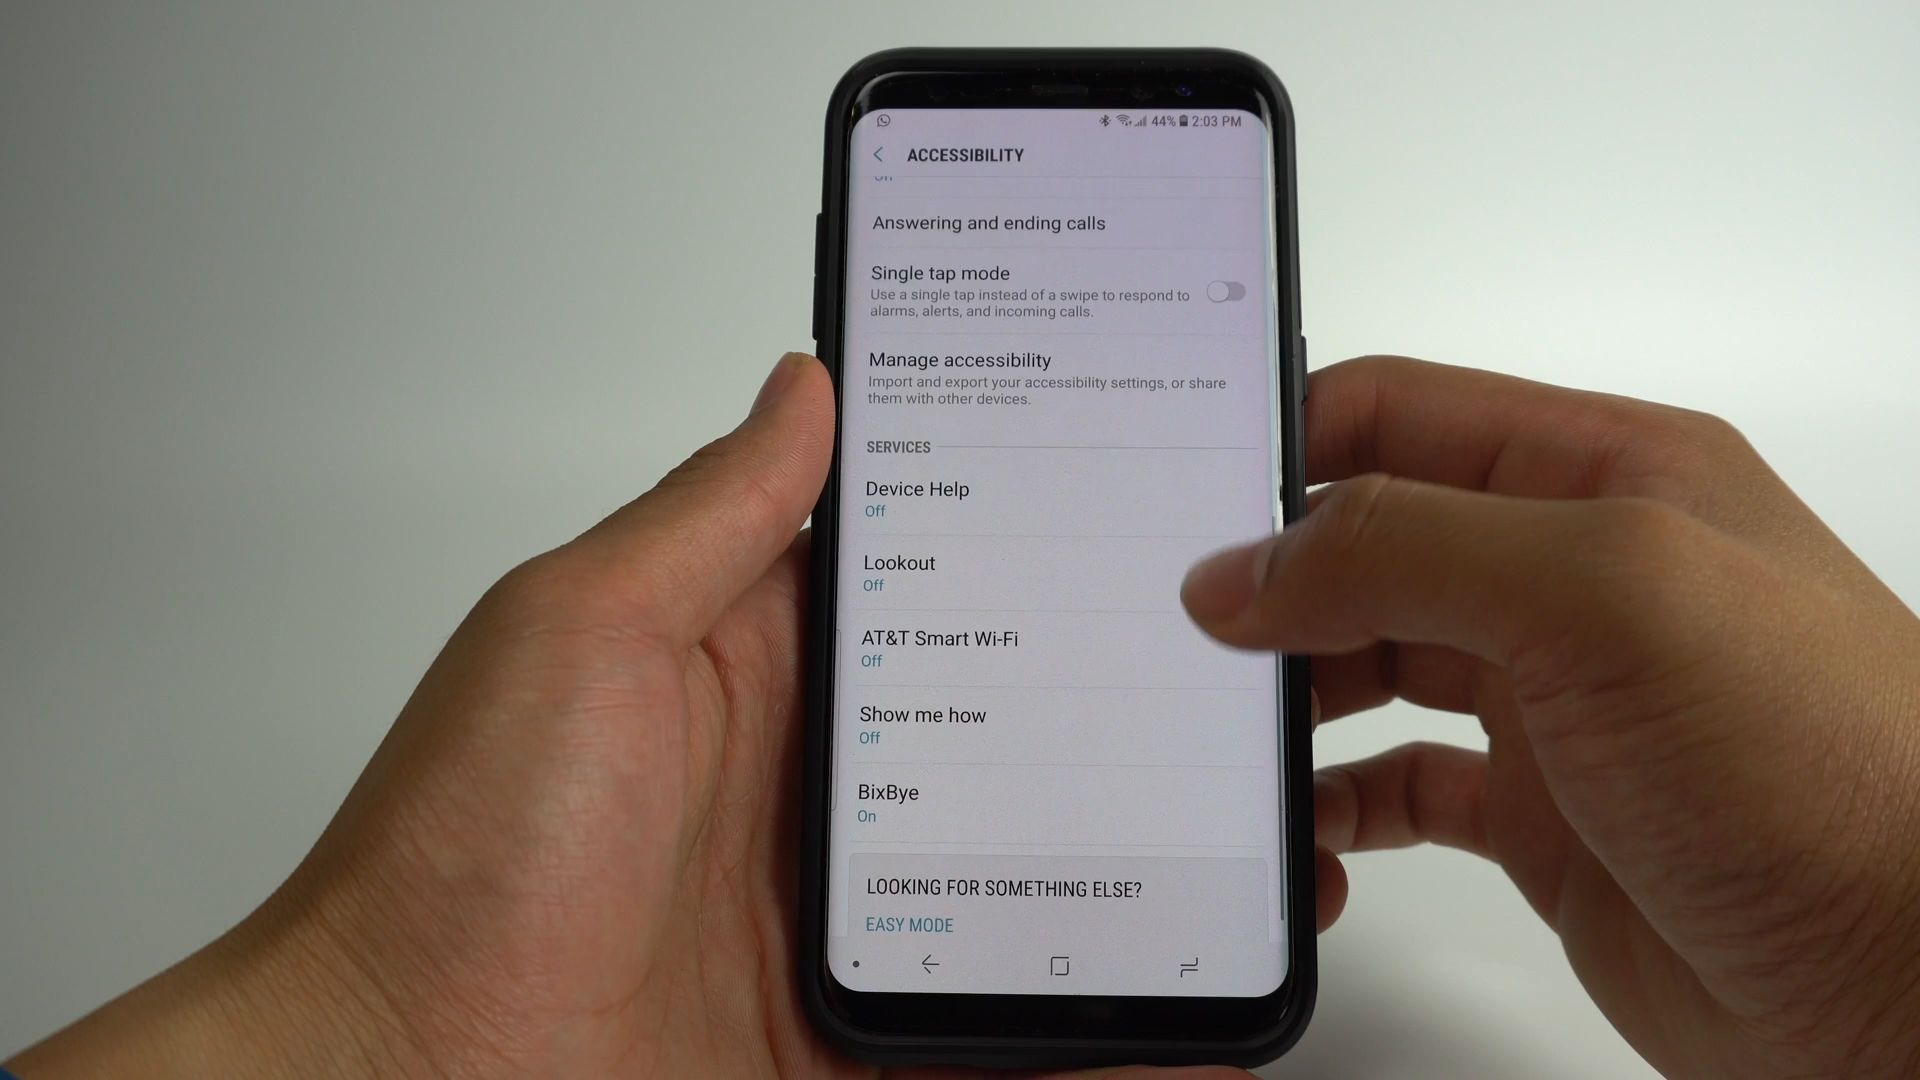 44% 2:03 PM
ACCESSIBILITY
Answering and ending calls
Single tap mode
Use a single tap instead of a swipe to respond to
alarms, alerts, and incoming calls.
Manage accessibility
Import and export your accessibility settings, or share
them with other devices.
SERVICES
Device Help
Off
Lookout
Off
AT&T Smart Wi-Fi
Off
Show me how
Off
BixBye
On
LOOKING FOR SOMETHING ELSE?
EASY MODE